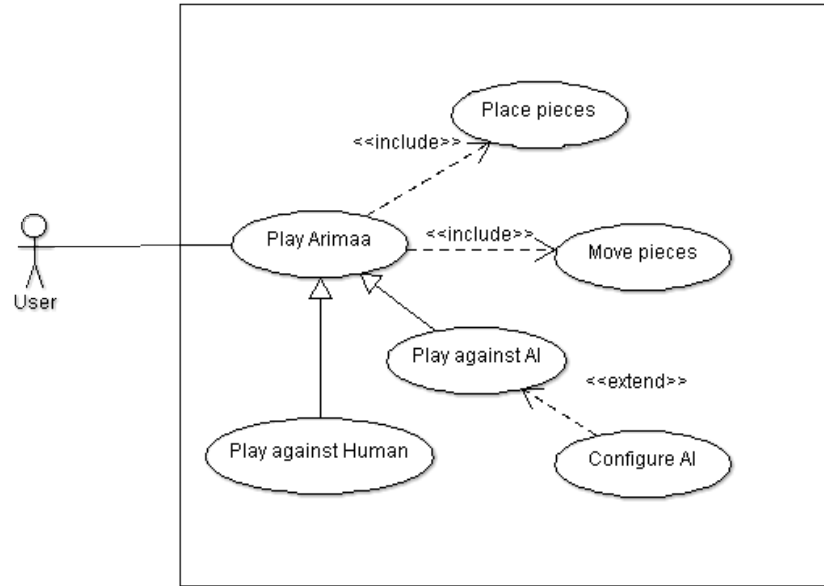 Place pieces
<<include>>
Play Arimaa
<<include>>
Move pieces
User
Play against AI
<<extend>>
Play against Human
Configure AI